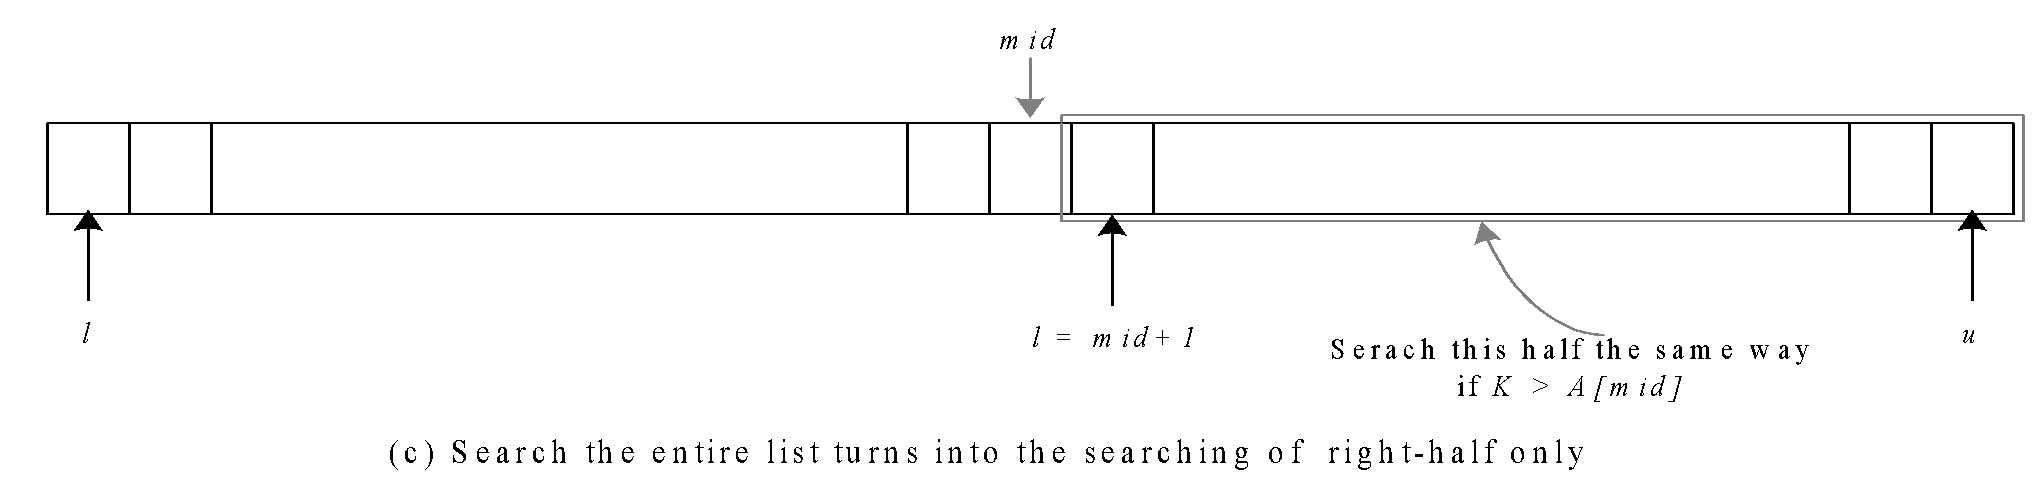 mid
l
l = mid+1
u
Serach this half the same way
if K > A[mid]
(c) Search the entire list turns into the searching of right-half only